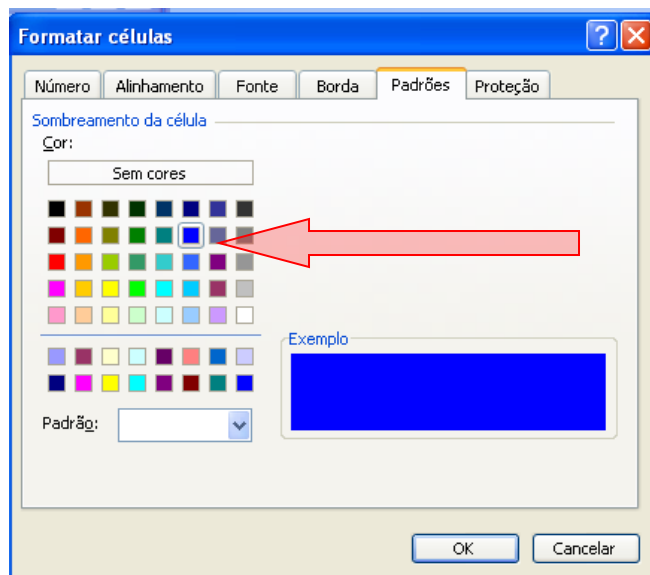 Formatar células
Número Alinhamento Fonte Borda Padrões Proteção
Sombreamento da célula
Cor:
Sem cores
Exemplo
Padrão:
OK Cancelar